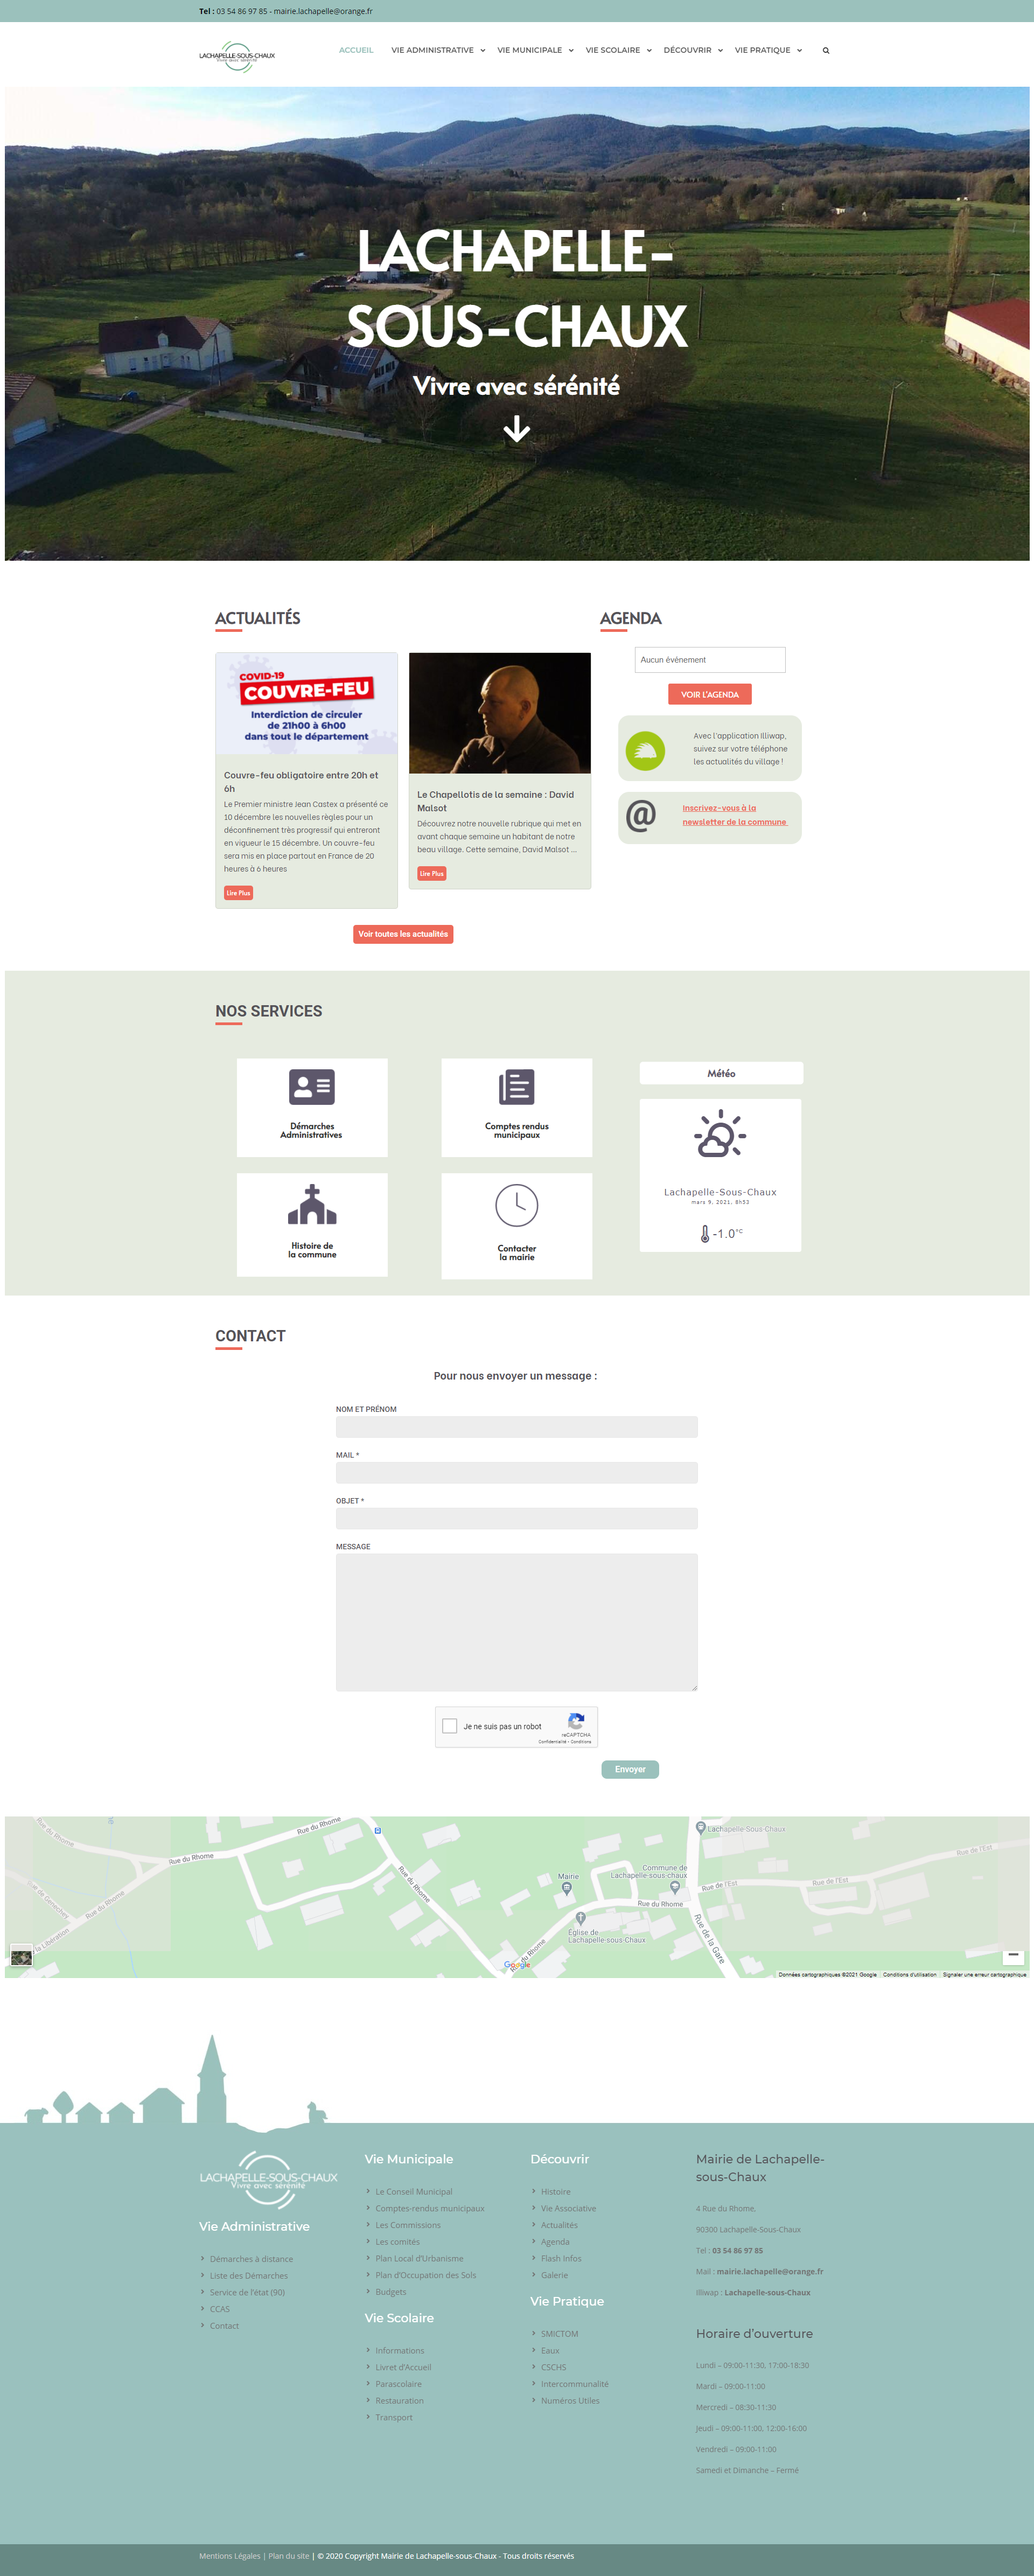 Tel : 03 54 86 97 85 - mairie.lachapelle@orange.fr
LACHAPELLE-SOUS-CHAUX
Vivre avec sérénité
ACCUEIL VIE ADMINISTRATIVE VIE MUNICIPALE VIE SCOLAIRE DÉCOUVRIR VIE PRATIQUE
LACHAPELLE-
SOUS-CHAUX
Vivre avec sérénité
ACTUALITÉS
COVID-19
COUVRE-FEU
Interdiction de circuler
de 21h00 à 6h00
dans tout le département
Couvre-feu obligatoire entre 20h et
6h
Le Premier ministre Jean Castex a présenté ce
10 décembre les nouvelles règles pour un
déconfinement très progressif qui entreront
en vigueur le 15 décembre. Un couvre-feu
sera mis en place partout en France de 20
heures à 6 heures
Lire Plus
Le Chapellotis de la semaine : David
Malsot
Découvrez notre nouvelle rubrique qui met en
avant chaque semaine un habitant de notre
beau village. Cette semaine, David Malsot ...
Lire Plus
Voir toutes les actualités
AGENDA
Aucun événement
VOIR L'AGENDA
Avec l'application Illiwap,
suivez sur votre téléphone
les actualités du village !
@
Inscrivez-vous à la
newsletter de la commune
NOS SERVICES
Démarches
Administratives
Comptes rendus
municipaux
Histoire de
la commune
Contacter
la mairie
Météo
Lachapelle-Sous-Chaux
mars 9, 2021, 8h53
-1.0°C
CONTACT
Pour nous envoyer un message :
NOM ET PRÉNOM
MAIL *
OBJET *
MESSAGE
Je ne suis pas un robot
reCAPTCHA
Confidentialité - Conditions
Envoyer
Rue du Rhome
Rue du Rhome
Rue du Rhome
Rue du Rhome
Rue du Rhome
Rue de Genechey
la Libération
Mairie
Église de
Lachapelle-sous-Chaux
Commune de
Lachapelle-sous-chaux
Rue du Rhome
Rue du Rhome
Lachapelle-Sous-Chaux
Rue de l'Est
Rue de l'Est
Rue de l'Est
Rue de la Gare
Google
Données cartographiques ©2021 Google Conditions d'utilisation Signaler une erreur cartographique
LACHAPELLE-SOUS-CHAUX
Vivre avec sérénité
Vie Administrative
Démarches à distance
Liste des Démarches
Service de l'état (90)
CCAS
Contact
Vie Municipale
Le Conseil Municipal
Comptes-rendus municipaux
Les Commissions
Les comités
Plan Local d'Urbanisme
Plan d'Occupation des Sols
Budgets
Vie Scolaire
Informations
Livret d'Accueil
Parascolaire
Restauration
Transport
Découvrir
Histoire
Vie Associative
Actualités
Agenda
Flash Infos
Galerie
Vie Pratique
SMICTOM
Eaux
CSCHS
Intercommunalité
Numéros Utiles
Mairie de Lachapelle-
sous-Chaux
4 Rue du Rhome,
90300 Lachapelle-Sous-Chaux
Tel : 03 54 86 97 85
Mail : mairie.lachapelle@orange.fr
Illiwap : Lachapelle-sous-Chaux
Horaire d'ouverture
Lundi – 09:00-11:30, 17:00-18:30
Mardi – 09:00-11:00
Mercredi – 08:30-11:30
Jeudi – 09:00-11:00, 12:00-16:00
Vendredi – 09:00-11:00
Samedi et Dimanche – Fermé
Mentions Légales | Plan du site | © 2020 Copyright Mairie de Lachapelle-sous-Chaux - Tous droits réservés